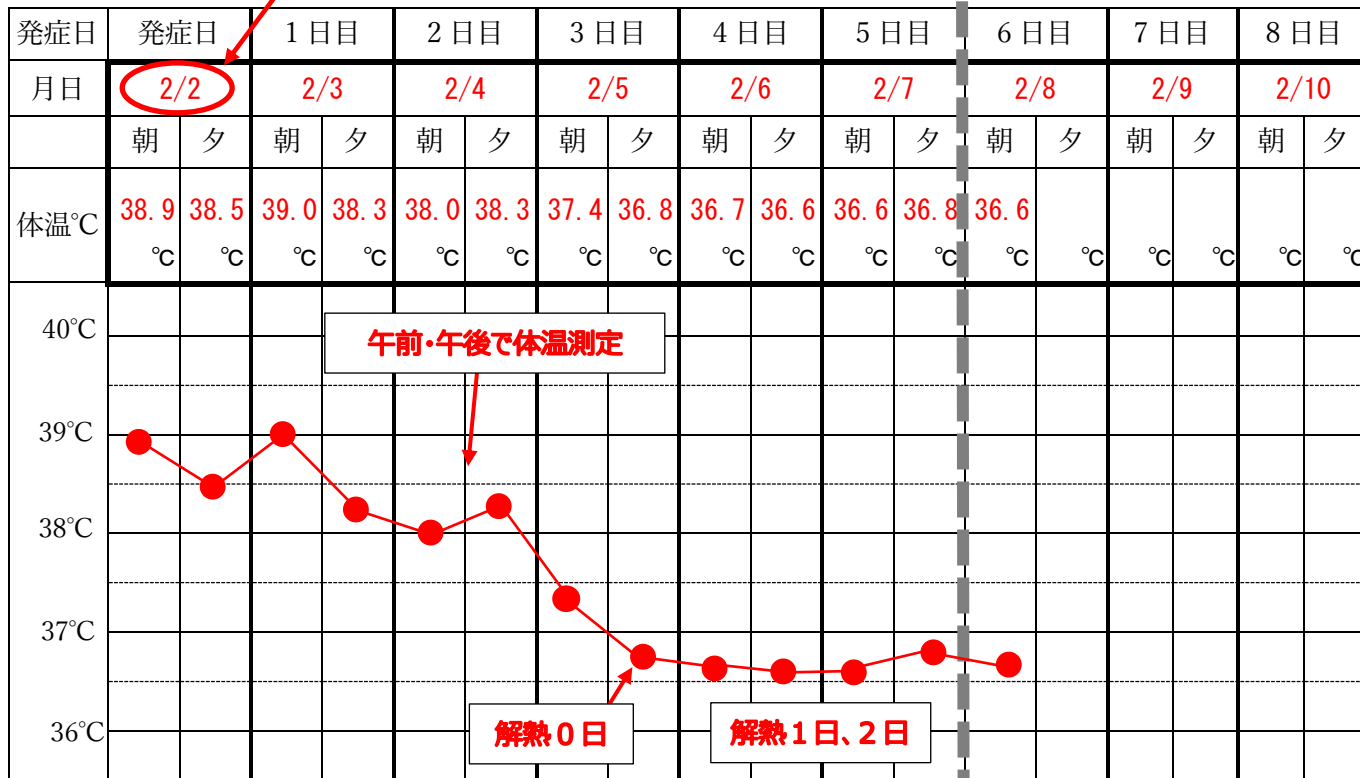 発症日 発症日 1日目 2日目 3日目 4日目 5日目 6日目 7日目 8日目
月日 2/2 2/3 2/4 2/5 2/6 2/7 2/8 2/9 2/10
朝 夕 朝 夕 朝 夕 朝 夕 朝 夕 朝 夕 朝 夕 朝 夕 朝 夕
体温℃ 38.9 38.5 39.0 38.3 38.0 38.3 37.4 36.8 36.7 36.6 36.6 36.8 36.6
℃ ℃ ℃ ℃ ℃ ℃ ℃ ℃ ℃ ℃ ℃ ℃ ℃ ℃ ℃ ℃ ℃ ℃
40℃
午前・午後で体温測定
39℃
38℃
37℃
解熱0日 解熱1日、2日
36℃